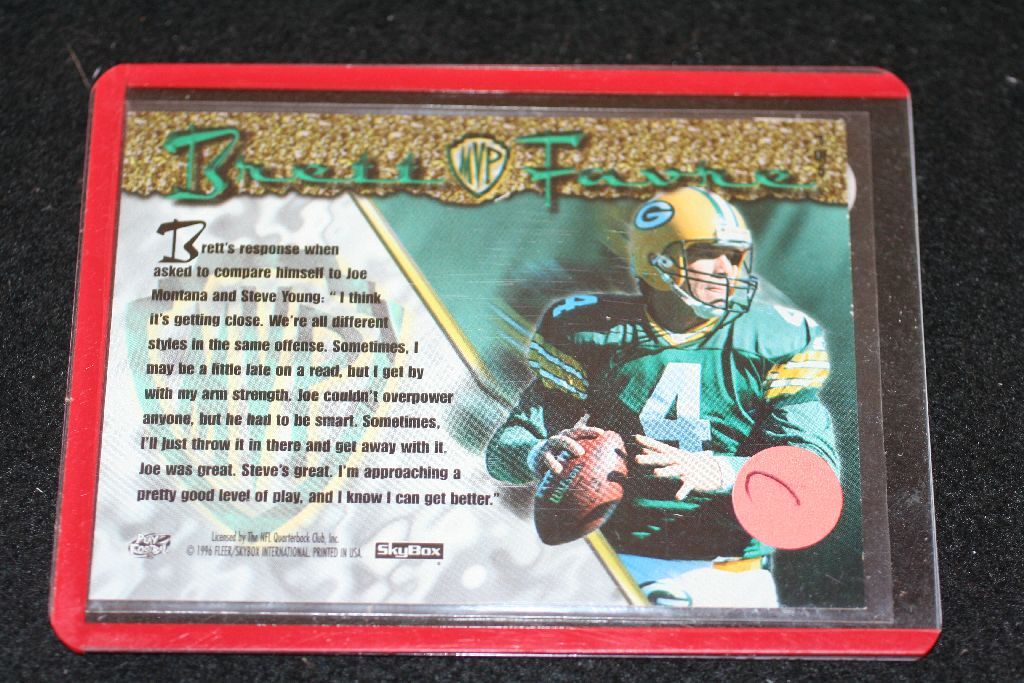 Brett MVP Favre
Brett's response when
asked to compare himself to Joe
Montana and Steve Young: " I think
it's getting close. We're all different
styles in the same offense. Sometimes, I
may be a little late on a read, but I get by
with my arm strength. Joe couldn't overpower
anyone, but he had to be smart. Sometimes,
I'll just throw it in there and get away with it.
Joe was great. Steve's great. I'm approaching a
pretty good level of play, and I know I can get better."
Licensed by The NFL Quarterback Club, Inc.
© 1996 FLEER/SKYBOX INTERNATIONAL. PRINTED IN USA.
SkyBox
G
4
4
4
Wilson